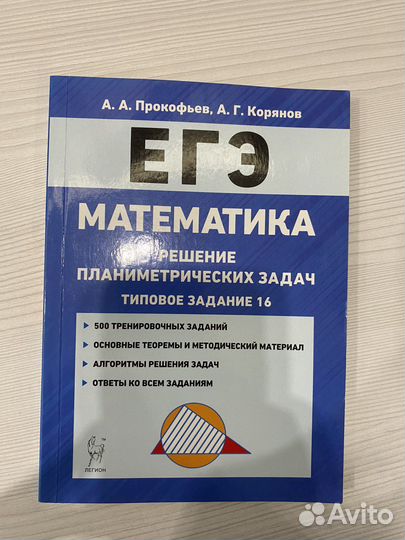 А. А. Прокофьев, А. Г. Корянов
ЕГЭ
МАТЕМАТИКА
РЕШЕНИЕ
ПЛАНИМЕТРИЧЕСКИХ ЗАДАЧ
ТИПОВОЕ ЗАДАНИЕ 16
500 ТРЕНИРОВОЧНЫХ ЗАДАНИЙ
ОСНОВНЫЕ ТЕОРЕМЫ И МЕТОДИЧЕСКИЙ МАТЕРИАЛ
АЛГОРИТМЫ РЕШЕНИЯ ЗАДАЧ
ОТВЕТЫ КО ВСЕМ ЗАДАНИЯМ
ЛЕГИОН
Avito